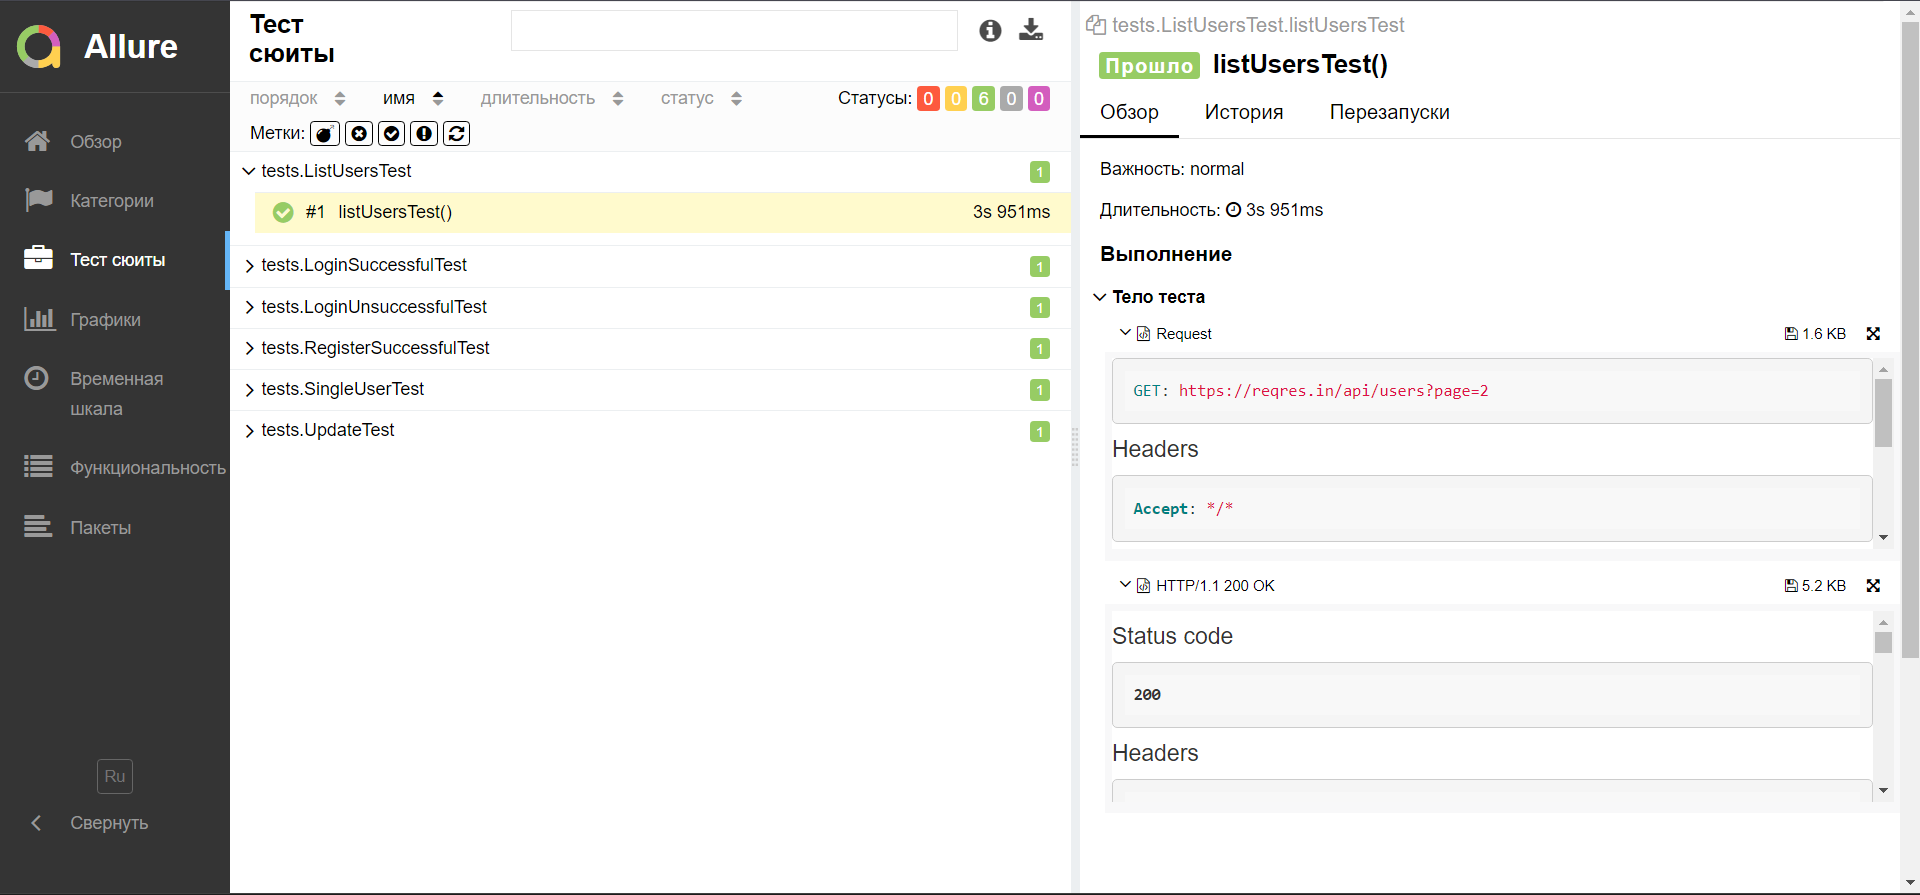 Allure
Обзор
Категории
Тест сюиты
Графики
Временная
шкала
Функциональность
Пакеты
Ru
Свернуть
Тест
сюиты
порядок имя длительность статус Статусы: 0 0 6 0 0
Метки:
tests.ListUsersTest 1
#1 listUsersTest() 3s 951ms
tests.LoginSuccessfulTest 1
tests.LoginUnsuccessfulTest 1
tests.RegisterSuccessfulTest 1
tests.SingleUserTest 1
tests.UpdateTest 1
tests.ListUsersTest.listUsersTest
Прошло listUsersTest()
Обзор История Перезапуски
Важность: normal
Длительность: 3s 951ms
Выполнение
Тело теста
Request 1.6 KB
GET: https://reqres.in/api/users?page=2
Headers
Accept: */*
HTTP/1.1 200 OK 5.2 KB
Status code
200
Headers